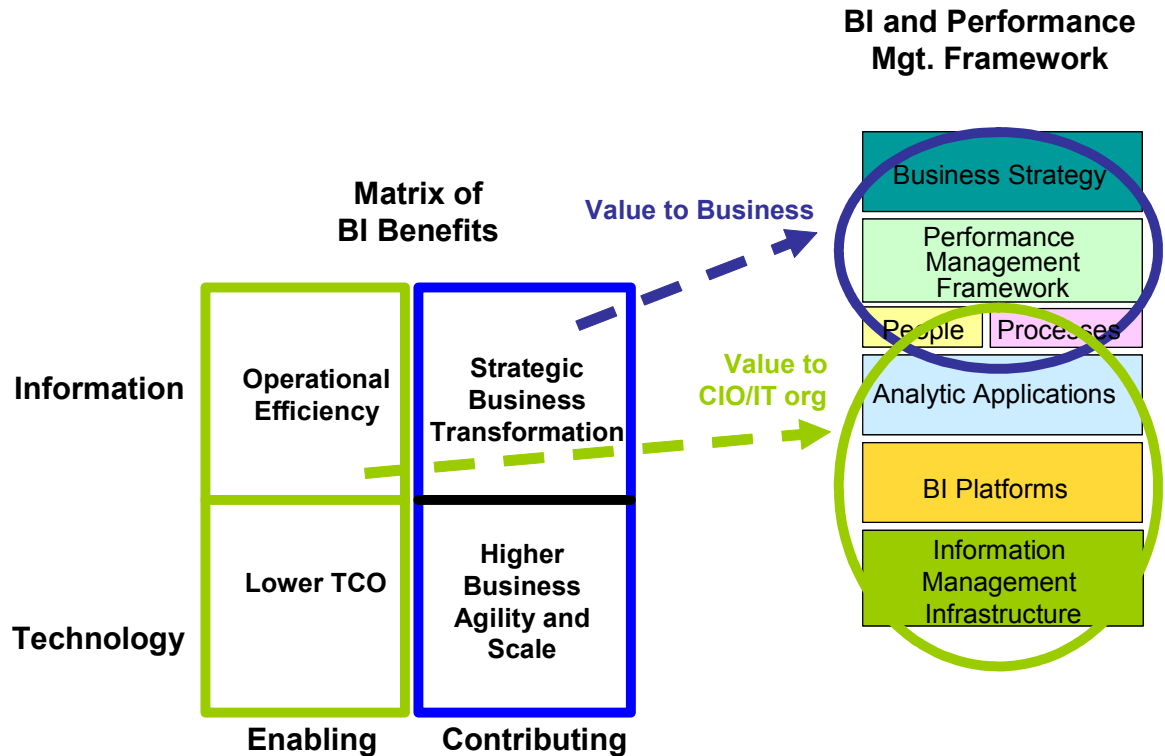 BI and Performance
Mgt. Framework
Matrix of
BI Benefits
Value to Business
Value to
CIO/IT org
Information
Technology
Operational
Efficiency
Strategic
Business
Transformation
Lower TCO
Higher
Business
Agility and
Scale
Enabling
Contributing
Business Strategy
Performance
Management
Framework
People
Processes
Analytic Applications
BI Platforms
Information
Management
Infrastructure